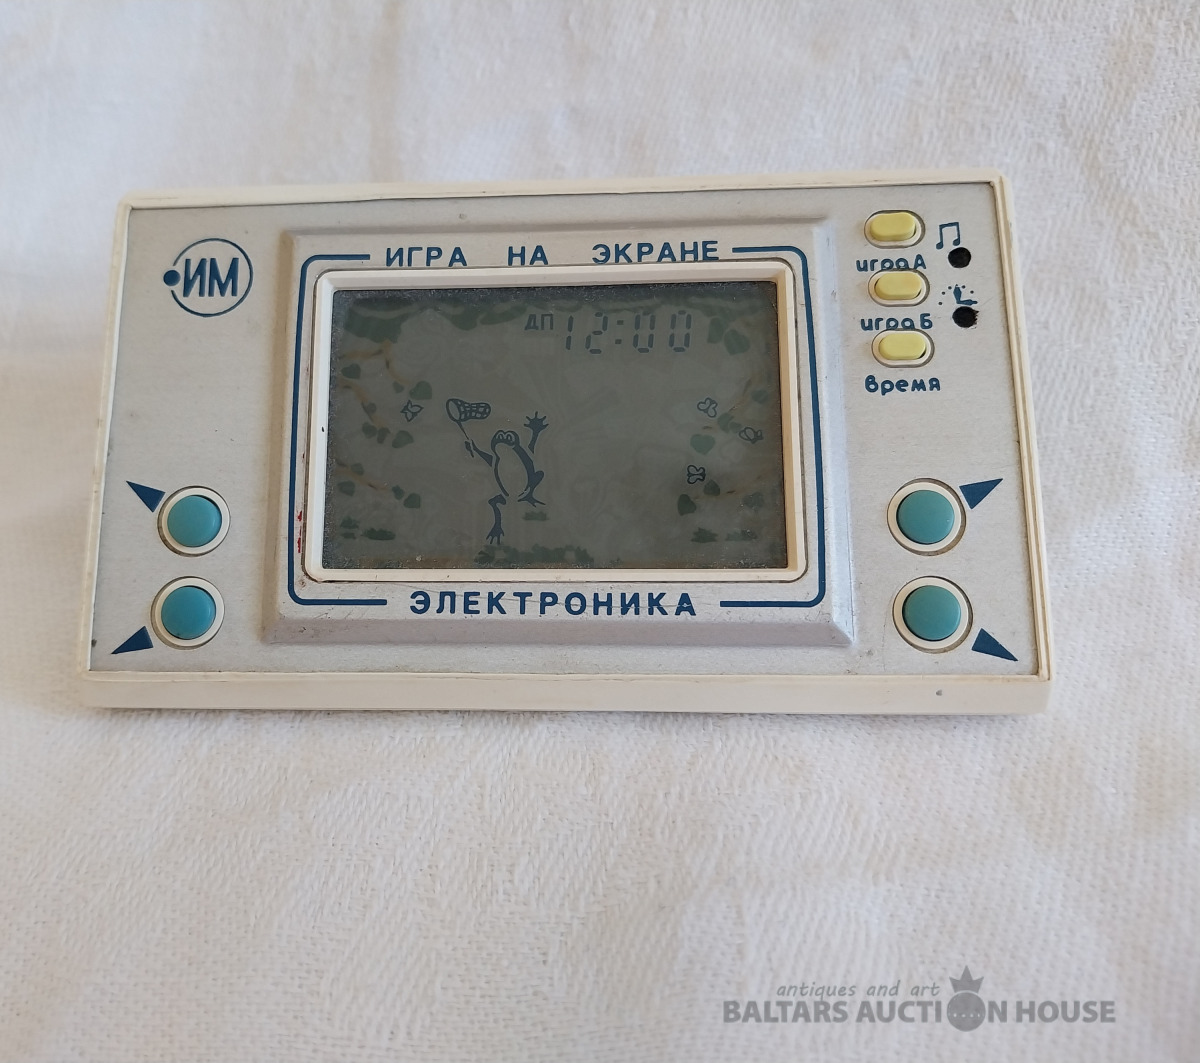 ИМ
ИГРА НА ЭКРАНЕ
ДП 12:00
игра А
игра Б
время
ЭЛЕКТРОНИКА
antiques and art
BALTARS AUCTION HOUSE